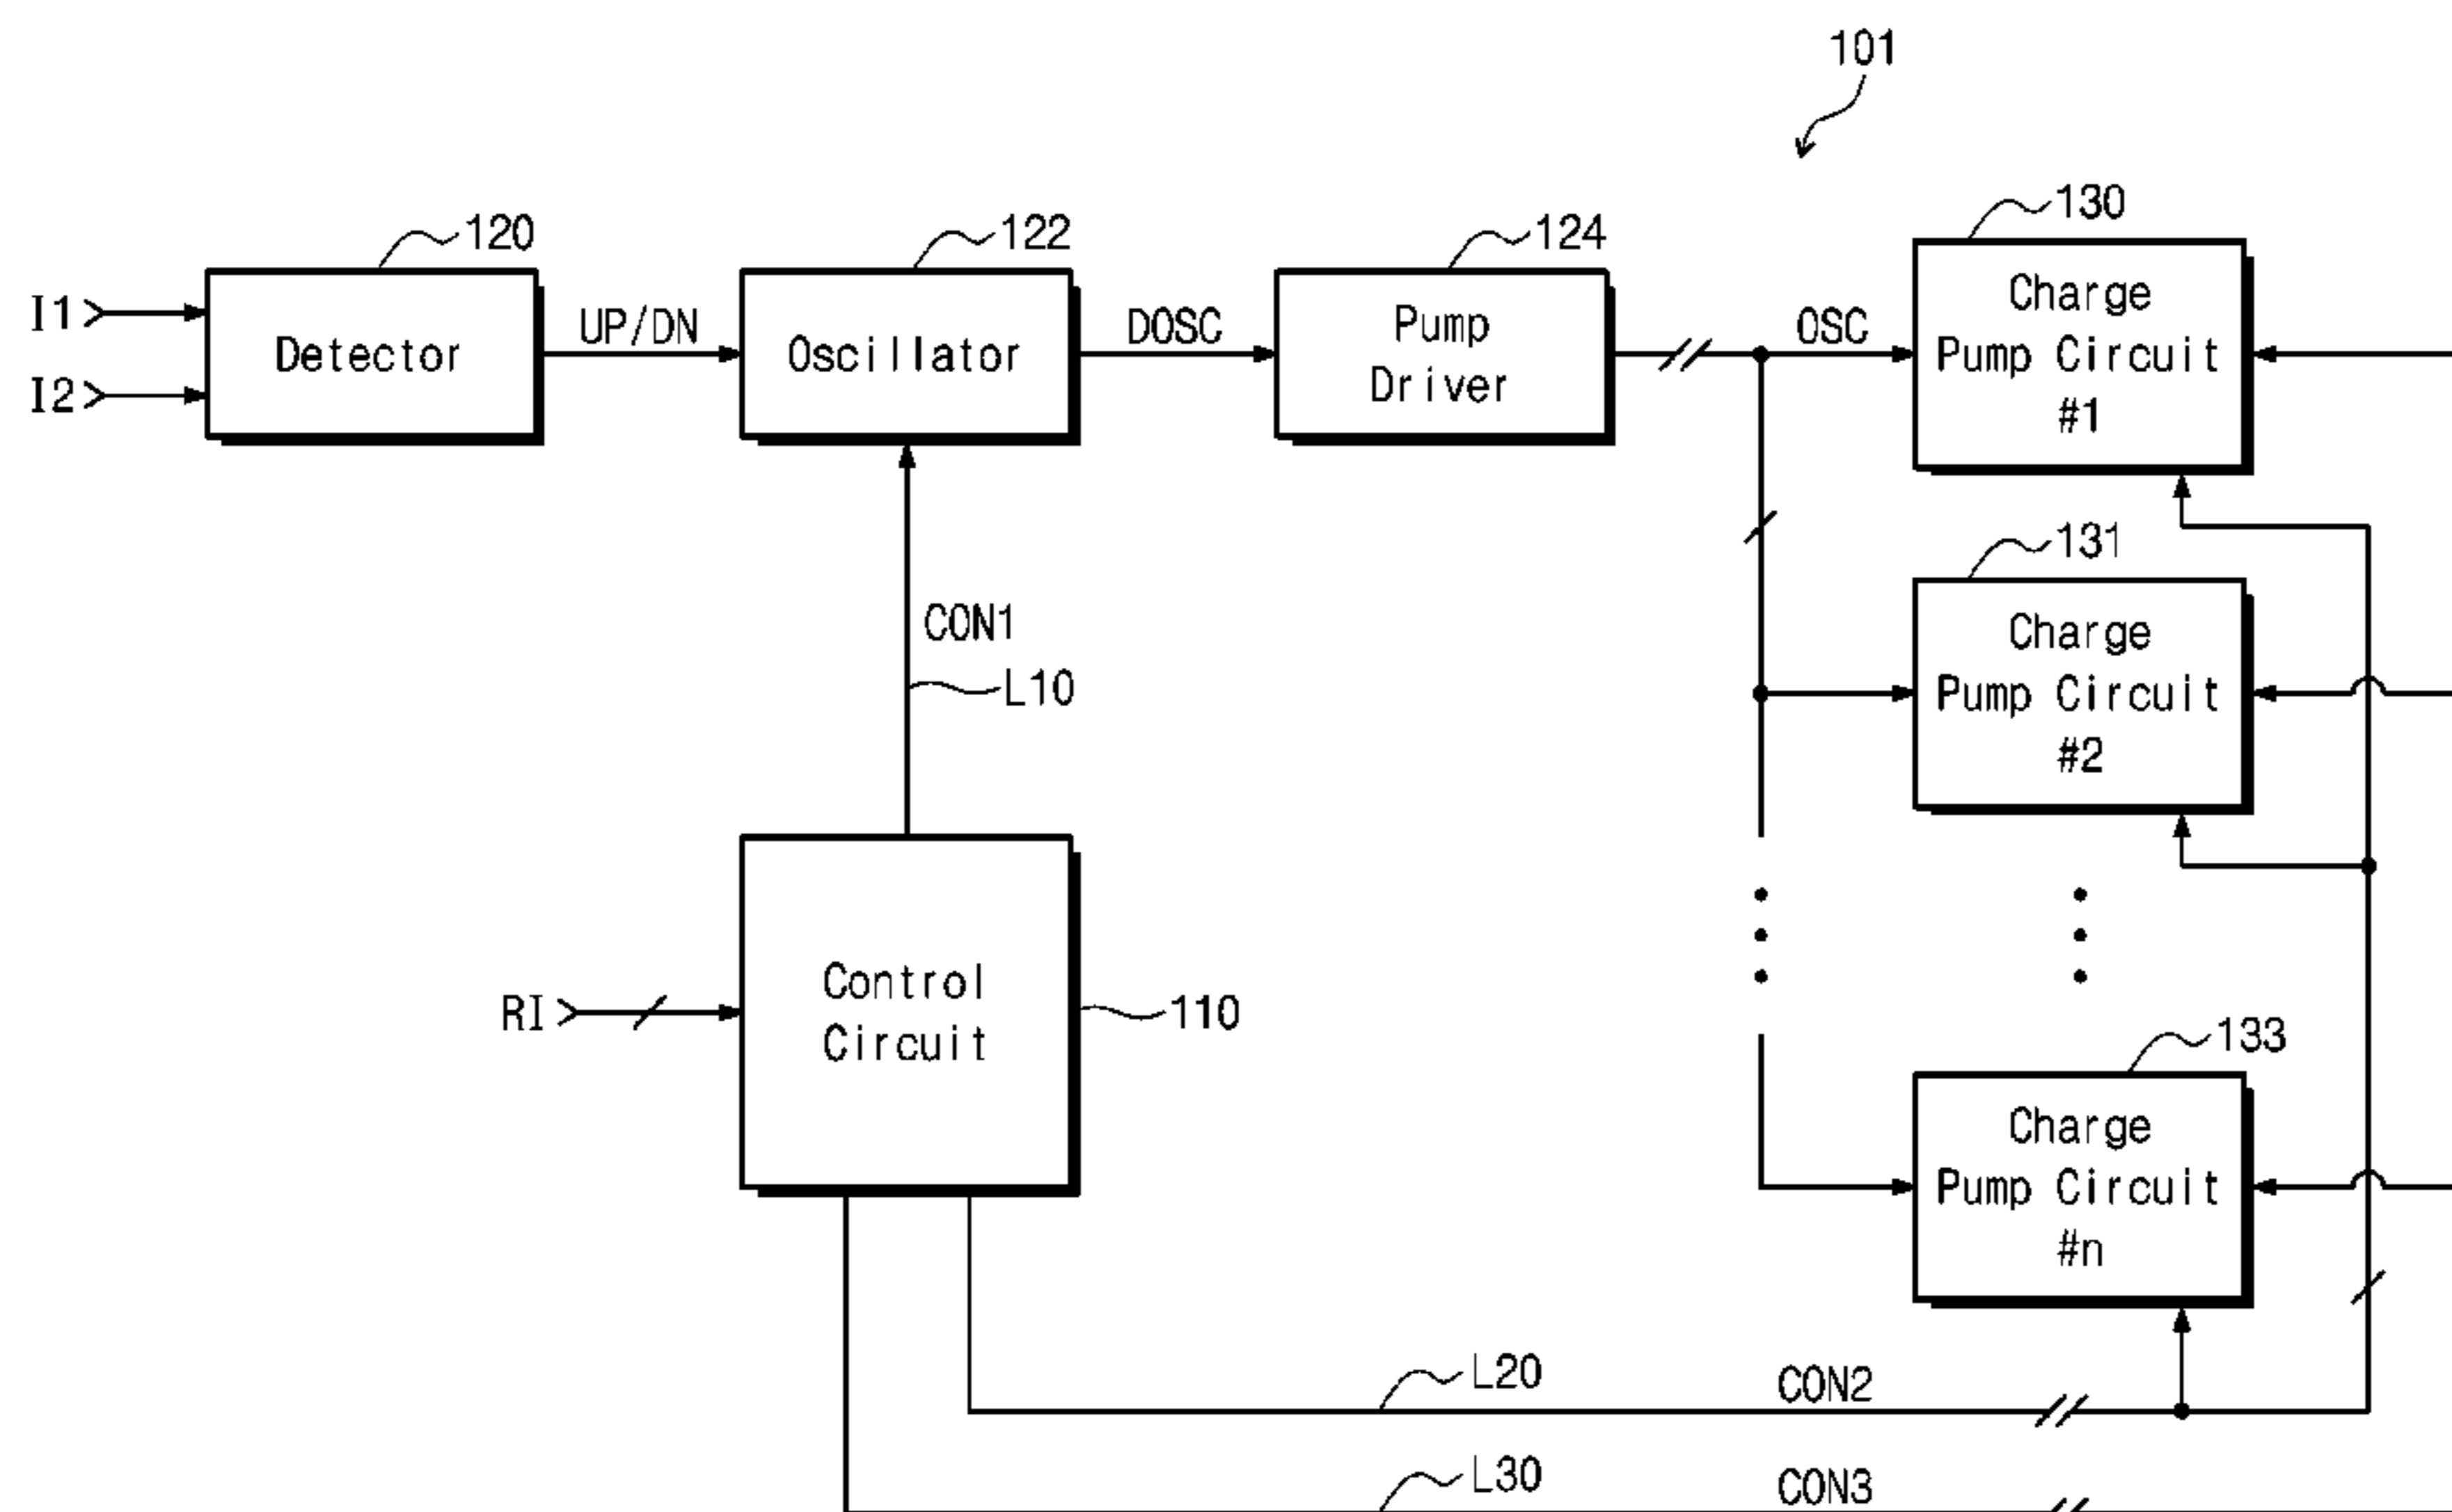 101
120
122
124
130
I1
I2
Detector
UP/DN
Oscillator
DOSC
Pump
Driver
OSC
Charge
Pump Circuit
#1
131
Charge
Pump Circuit
#2
CON1
L10
RI
Control
Circuit
110
133
Charge
Pump Circuit
#n
L20
CON2
L30
CON3